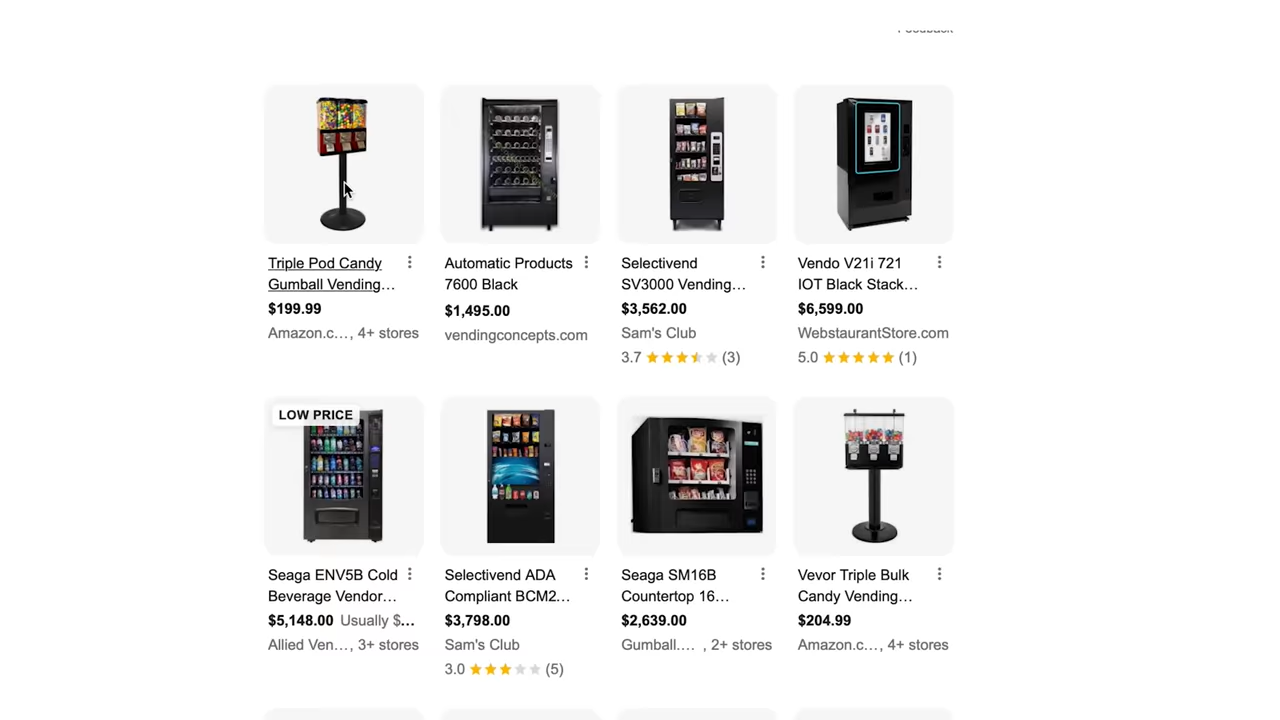 Triple Pod Candy
Gumball Vending…
$199.99
Amazon.c…, 4+ stores
Automatic Products
7600 Black
$1,495.00
vendingconcepts.com
Selectivend
SV3000 Vending…
$3,562.00
Sam's Club
3.7 (3)
Vendo V21i 721
IOT Black Stack…
$6,599.00
WebstaurantStore.com
5.0 (1)
LOW PRICE
Seaga ENV5B Cold
Beverage Vendor…
$5,148.00 Usually $…
Allied Ven…, 3+ stores
Selectivend ADA
Compliant BCM2…
$3,798.00
Sam's Club
3.0 (5)
Seaga SM16B
Countertop 16…
$2,639.00
Gumball…. , 2+ stores
Vevor Triple Bulk
Candy Vending…
$204.99
Amazon.c…, 4+ stores